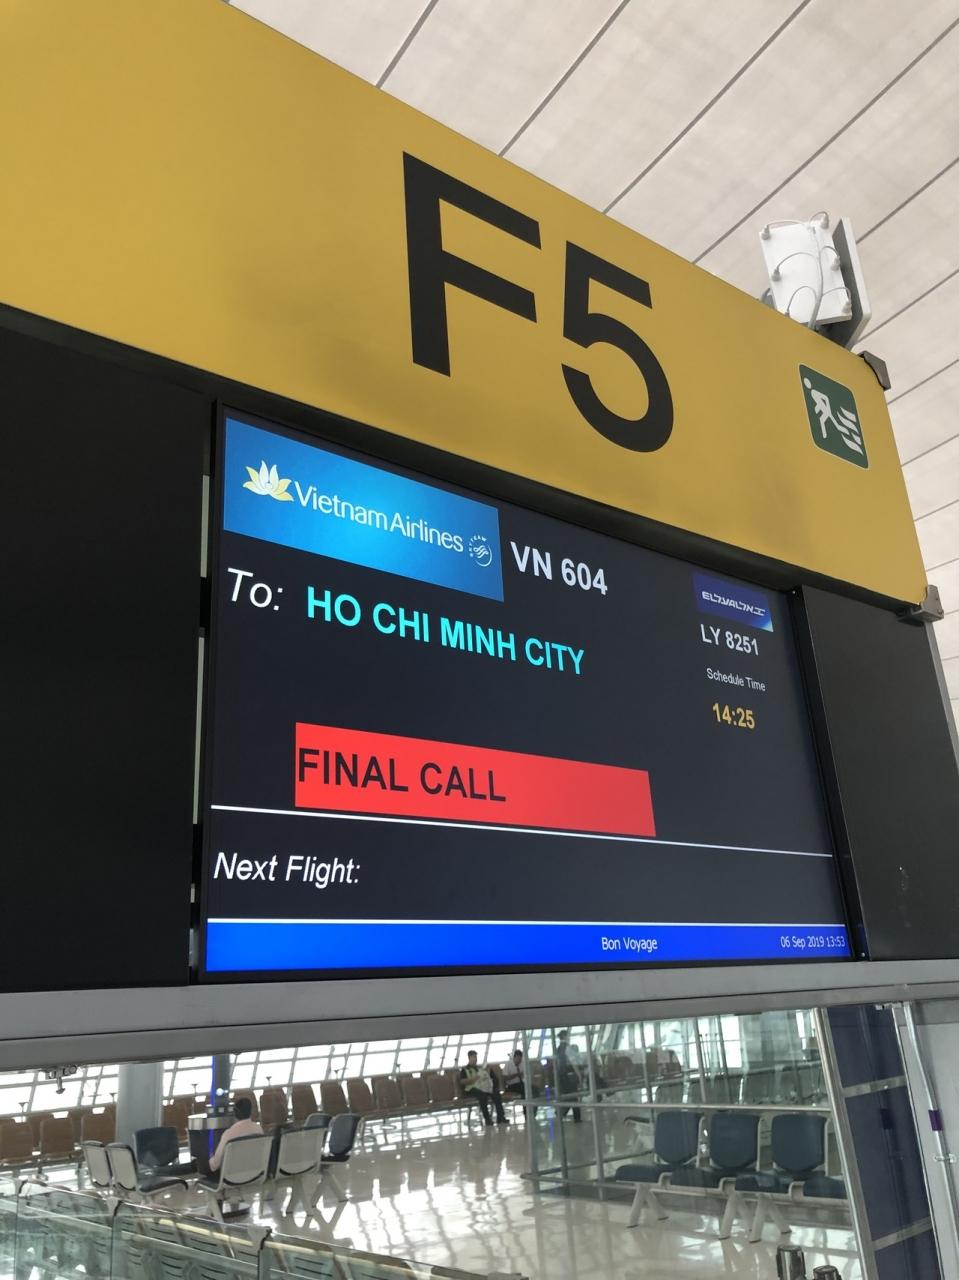 F5
Vietnam Airlines
VN 604
To: HO CHI MINH CITY
LY 8251
Schedule Time
14:25
FINAL CALL
Next Flight:
Bon Voyage
06 Sep 2019 13:53